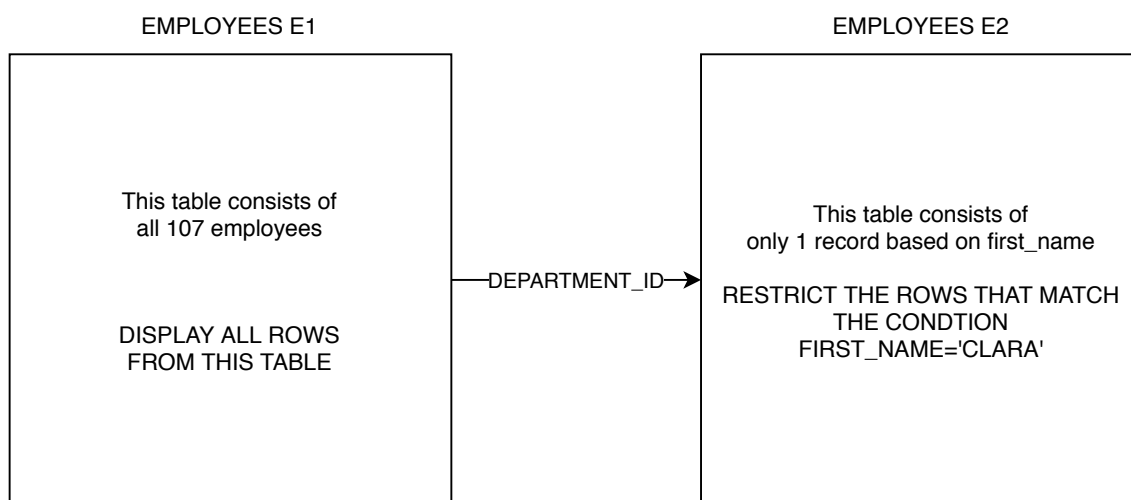 EMPLOYEES E1
This table consists of
all 107 employees
DISPLAY ALL ROWS
FROM THIS TABLE
DEPARTMENT_ID
EMPLOYEES E2
This table consists of
only 1 record based on first_name
RESTRICT THE ROWS THAT MATCH
THE CONDTION
FIRST_NAME='CLARA'